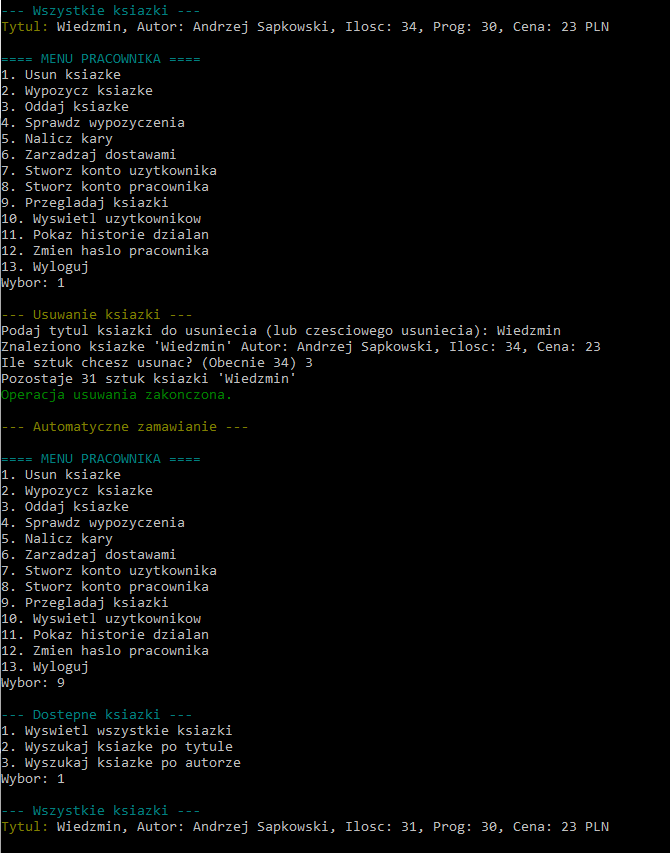 --- Wszystkie ksiazki ---
Tytul: Wiedzmin, Autor: Andrzej Sapkowski, Ilosc: 34, Prog: 30, Cena: 23 PLN
==== MENU PRACOWNIKA ====
1. Usun ksiazke
2. Wypozycz ksiazke
3. Oddaj ksiazke
4. Sprawdz wypozyczenia
5. Nalicz kary
6. Zarzadzaj dostawami
7. Stworz konto uzytkownika
8. Stworz konto pracownika
9. Przegladaj ksiazki
10. Wyswietl uzytkownikow
11. Pokaz historie dzialan
12. Zmien haslo pracownika
13. Wyloguj
Wybor: 1
--- Usuwanie ksiazki ---
Podaj tytul ksiazki do usuniecia (lub czesciowego usuniecia): Wiedzmin
Znaleziono ksiazke 'Wiedzmin' Autor: Andrzej Sapkowski, Ilosc: 34, Cena: 23
Ile sztuk chcesz usunac? (Obecnie 34) 3
Pozostaje 31 sztuk ksiazki 'Wiedzmin'
Operacja usuwania zakonczona.
--- Automatyczne zamawianie ---
==== MENU PRACOWNIKA ====
1. Usun ksiazke
2. Wypozycz ksiazke
3. Oddaj ksiazke
4. Sprawdz wypozyczenia
5. Nalicz kary
6. Zarzadzaj dostawami
7. Stworz konto uzytkownika
8. Stworz konto pracownika
9. Przegladaj ksiazki
10. Wyswietl uzytkownikow
11. Pokaz historie dzialan
12. Zmien haslo pracownika
13. Wyloguj
Wybor: 9
--- Dostepne ksiazki ---
1. Wyswietl wszystkie ksiazki
2. Wyszukaj ksiazke po tytule
3. Wyszukaj ksiazke po autorze
Wybor: 1
--- Wszystkie ksiazki ---
Tytul: Wiedzmin, Autor: Andrzej Sapkowski, Ilosc: 31, Prog: 30, Cena: 23 PLN